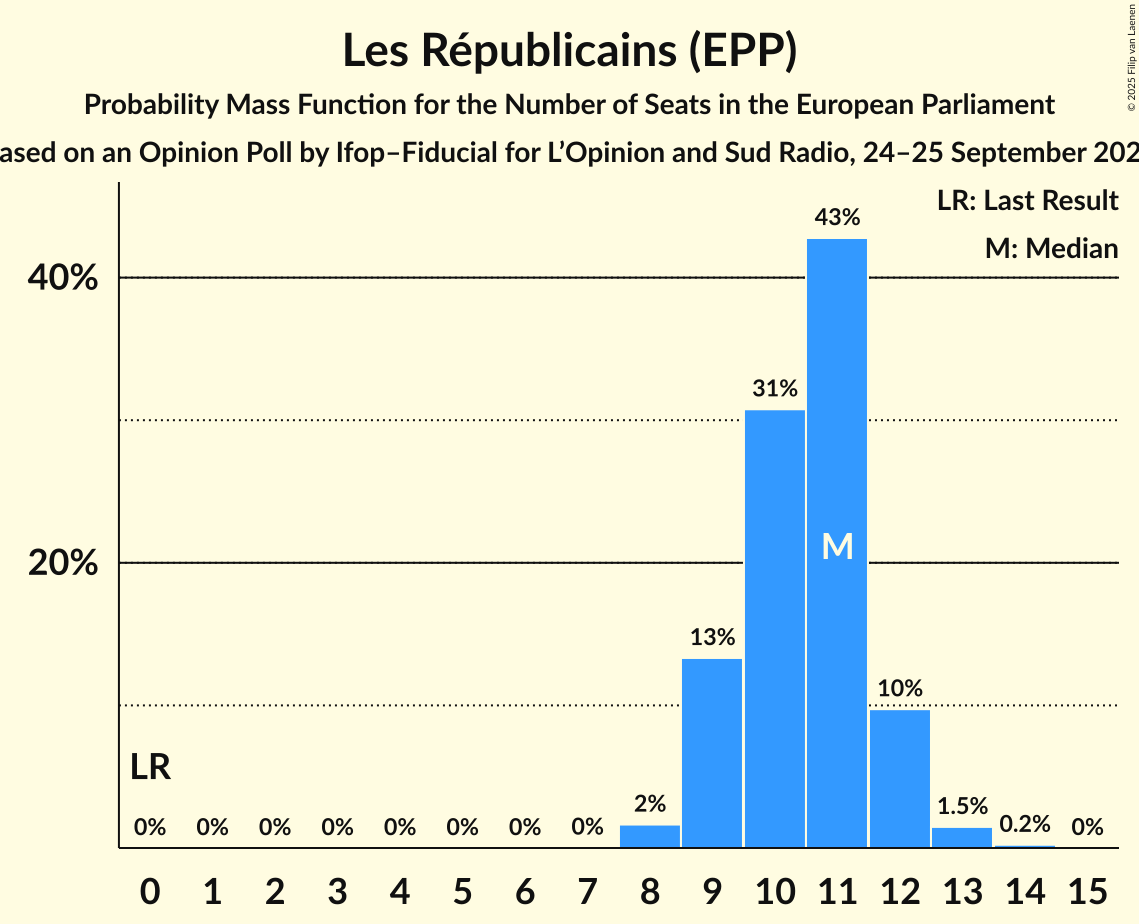 Les Républicains (EPP)
Probability Mass Function for the Number of Seats in the European Parliament
ased on an Opinion Poll by Ifop–Fiducial for L’Opinion and Sud Radio, 24–25 September 202
© 2025 Filip van Laenen
LR: Last Result
M: Median
43%
40%
31%
M
20%
13%
10%
LR
0% 0% 0% 0% 0% 0% 0% 0% 2% 1.5% 0.2% 0%
0 1 2 3 4 5 6 7 8 9 10 11 12 13 14 15